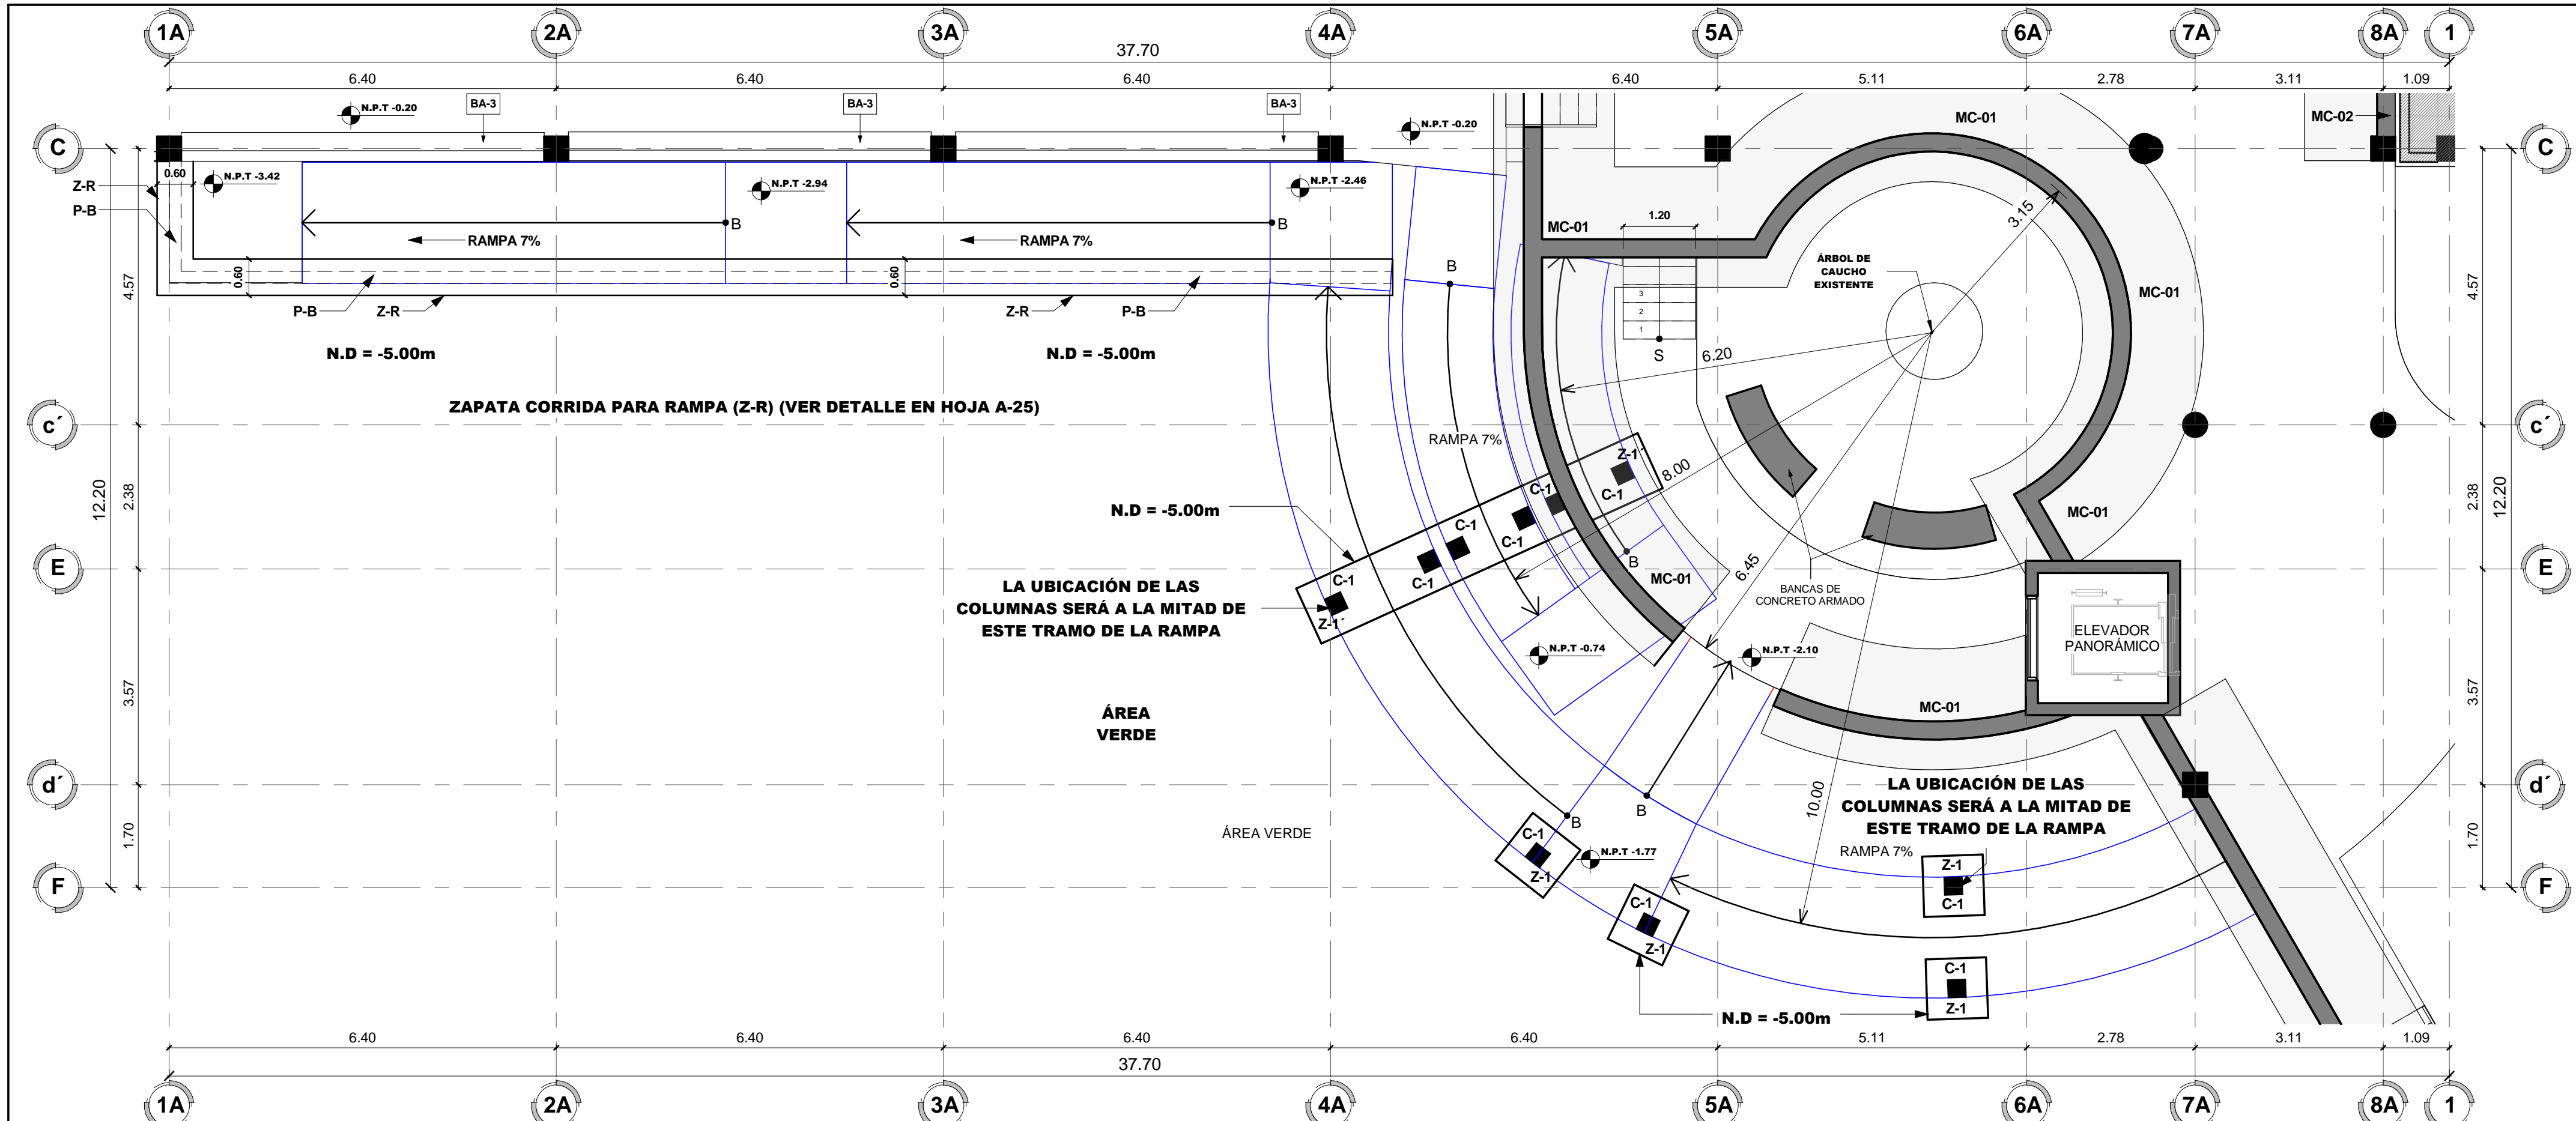 1A 2A 3A 4A 5A 6A 7A 8A 1
37.70
6.40 6.40 6.40 6.40 5.11 2.78 3.11 1.09
N.P.T -0.20
BA-3
BA-3
BA-3
N.P.T -0.20
MC-01
MC-02
C
C
0.60
N.P.T -3.42
N.P.T -2.94
N.P.T -2.46
Z-R
P-B
B
B
RAMPA 7%
RAMPA 7%
MC-01
1.20
3.15
ÁRBOL DE
CAUCHO
EXISTENTE
B
0.60
0.60
4.57
4.57
3
2
1
S
MC-01
P-B
Z-R
Z-R
P-B
N.D = -5.00m
N.D = -5.00m
6.20
ZAPATA CORRIDA PARA RAMPA (Z-R) (VER DETALLE EN HOJA A-25)
c´
c´
RAMPA 7%
Z-1´
8.00
C-1
C-1
12.20
2.38
N.D = -5.00m
C-1
C-1
MC-01
2.38
12.20
E
C-1
C-1
B
6.45
MC-01
E
LA UBICACIÓN DE LAS
COLUMNAS SERÁ A LA MITAD DE
ESTE TRAMO DE LA RAMPA
Z-1´
BANCAS DE
CONCRETO ARMADO
ELEVADOR
PANORÁMICO
N.P.T -0.74
N.P.T -2.10
3.57
3.57
ÁREA
VERDE
MC-01
d´
d´
LA UBICACIÓN DE LAS
COLUMNAS SERÁ A LA MITAD DE
ESTE TRAMO DE LA RAMPA
10.00
B
B
1.70
1.70
ÁREA VERDE
C-1
Z-1
N.P.T -1.77
RAMPA 7%
Z-1
C-1
F
F
C-1
Z-1
C-1
Z-1
N.D = -5.00m
6.40 6.40 6.40 6.40 5.11 2.78 3.11 1.09
37.70
1A 2A 3A 4A 5A 6A 7A 8A 1